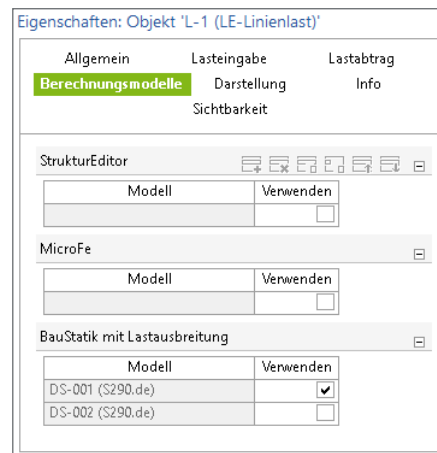 Eigenschaften: Objekt 'L-1 (LE-Linienlast)'
Allgemein Lasteingabe Lastabtrag
Berechnungsmodelle Darstellung Info
Sichtbarkeit
StrukturEditor
Modell Verwenden
MicroFe
Modell Verwenden
BauStatik mit Lastausbreitung
Modell Verwenden
DS-001 (S290.de)
DS-002 (S290.de)